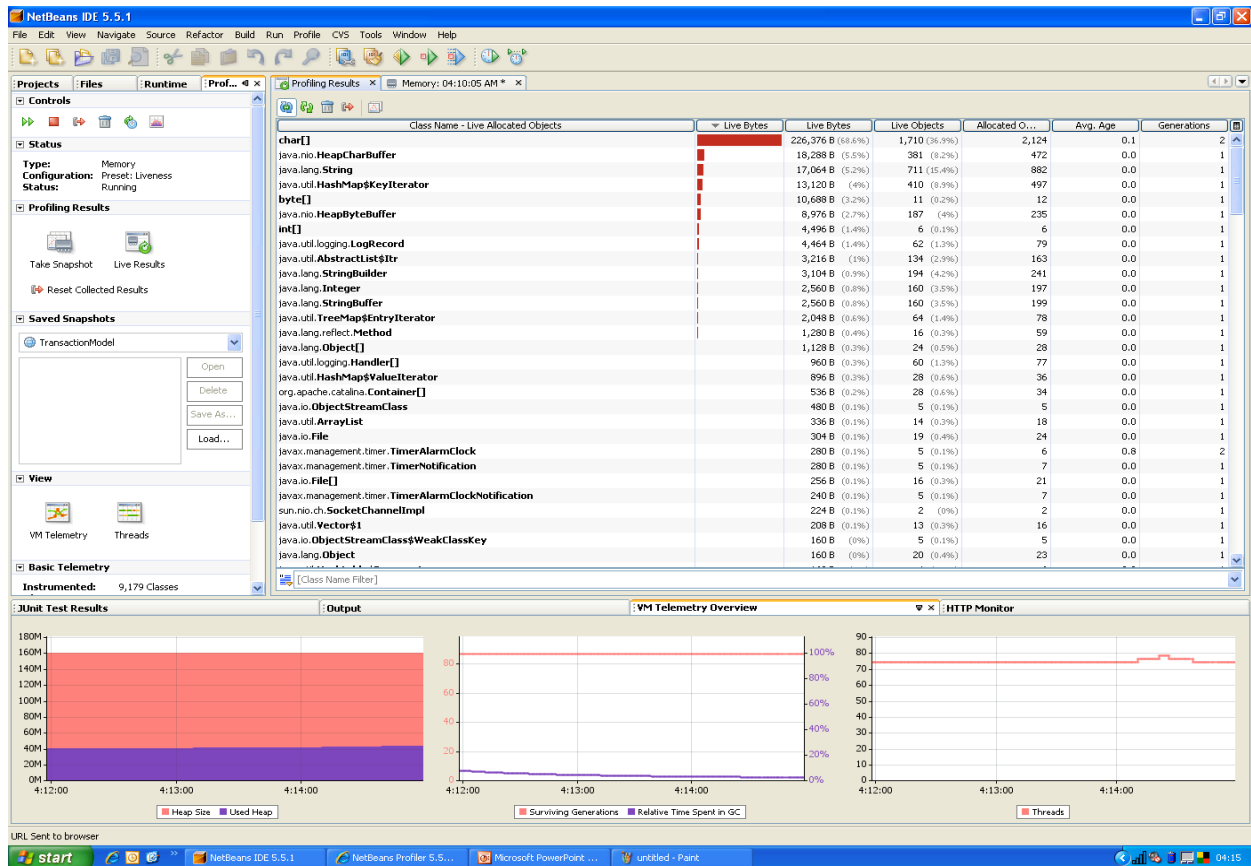 NetBeans IDE 5.5.1
File Edit View Navigate Source Refactor Build Run Profile CVS Tools Window Help
Projects Files Runtime Prof...
Controls
Status
Type: Memory
Configuration: Preset: Liveness
Status: Running
Profiling Results
Take Snapshot Live Results
Reset Collected Results
Saved Snapshots
TransactionModel
Open
Delete
Save As...
Load...
View
VM Telemetry Threads
Basic Telemetry
Instrumented: 9,179 Classes
Profiling Results Memory: 04:10:05 AM *
Class Name - Live Allocated Objects Live Bytes Live Bytes Live Objects Allocated O... Avg. Age Generations
char[] 226,376 B (68.6%) 1,710 (36.9%) 2,124 0.1 2
java.nio.HeapCharBuffer 18,288 B (5.5%) 381 (8.2%) 472 0.0 1
java.lang.String 17,064 B (5.2%) 711 (15.4%) 882 0.0 1
java.util.HashMap$KeyIterator 13,120 B (4%) 410 (8.9%) 497 0.0 1
byte[] 10,688 B (3.2%) 11 (0.2%) 12 0.0 1
java.nio.HeapByteBuffer 8,976 B (2.7%) 187 (4%) 235 0.0 1
int[] 4,496 B (1.4%) 6 (0.1%) 6 0.0 1
java.util.logging.LogRecord 4,464 B (1.4%) 62 (1.3%) 79 0.0 1
java.util.AbstractList$Itr 3,216 B (1%) 134 (2.9%) 163 0.0 1
java.lang.StringBuilder 3,104 B (0.9%) 194 (4.2%) 241 0.0 1
java.lang.Integer 2,560 B (0.8%) 160 (3.5%) 197 0.0 1
java.lang.StringBuffer 2,560 B (0.8%) 160 (3.5%) 199 0.0 1
java.util.TreeMap$EntryIterator 2,048 B (0.6%) 64 (1.4%) 78 0.0 1
java.lang.reflect.Method 1,280 B (0.4%) 16 (0.3%) 59 0.0 1
java.lang.Object[] 1,128 B (0.3%) 24 (0.5%) 28 0.0 1
java.util.logging.Handler[] 960 B (0.3%) 60 (1.3%) 77 0.0 1
java.util.HashMap$ValueIterator 896 B (0.3%) 28 (0.6%) 36 0.0 1
org.apache.catalina.Container[] 536 B (0.2%) 28 (0.6%) 34 0.0 1
java.io.ObjectStreamClass 480 B (0.1%) 5 (0.1%) 5 0.0 1
java.util.ArrayList 336 B (0.1%) 14 (0.3%) 18 0.0 1
java.io.File 304 B (0.1%) 19 (0.4%) 24 0.0 1
javax.management.timer.TimerAlarmClock 280 B (0.1%) 5 (0.1%) 6 0.8 2
javax.management.timer.TimerNotification 280 B (0.1%) 5 (0.1%) 7 0.0 1
java.io.File[] 256 B (0.1%) 16 (0.3%) 21 0.0 1
javax.management.timer.TimerAlarmClockNotification 240 B (0.1%) 5 (0.1%) 7 0.0 1
sun.nio.ch.SocketChannelImpl 224 B (0.1%) 2 (0%) 2 0.0 1
java.util.Vector$1 208 B (0.1%) 13 (0.3%) 16 0.0 1
java.io.ObjectStreamClass$WeakClassKey 160 B (0%) 5 (0.1%) 5 0.0 1
java.lang.Object 160 B (0%) 20 (0.4%) 23 0.0 1
[Class Name Filter]
JUnit Test Results Output VM Telemetry Overview HTTP Monitor
180M
160M
140M
120M
100M
80M
60M
40M
20M
0M
4:12:00 4:13:00 4:14:00
Heap Size Used Heap
80
60
40
20
0
100%
80%
60%
40%
20%
0%
4:12:00 4:13:00 4:14:00
Surviving Generations Relative Time Spent in GC
90
80
70
60
50
40
30
20
10
0
4:12:00 4:13:00 4:14:00
Threads
URL Sent to browser
start NetBeans IDE 5.5.1 NetBeans Profiler 5.5... Microsoft PowerPoint ... untitled - Paint 04:15